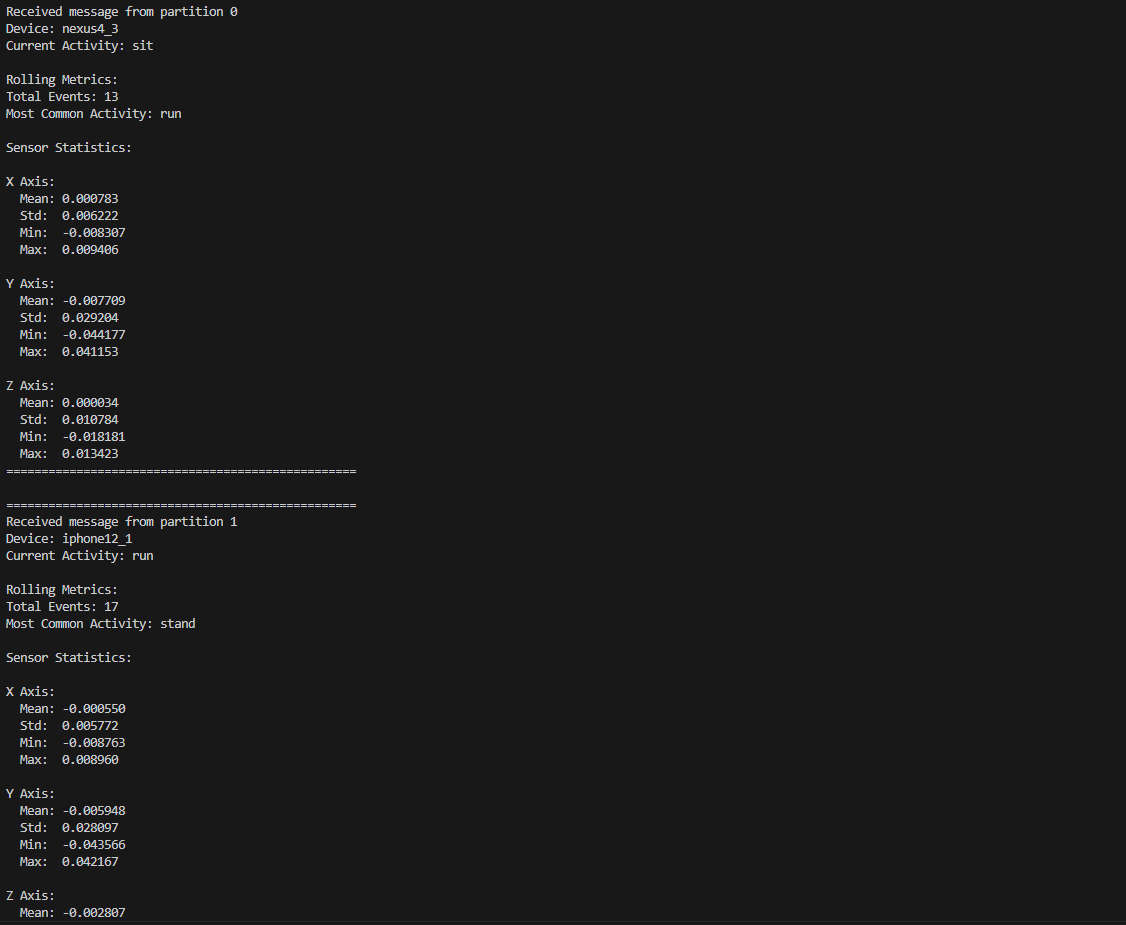 Received message from partition 0
Device: nexus4_3
Current Activity: sit
Rolling Metrics:
Total Events: 13
Most Common Activity: run
Sensor Statistics:
X Axis:
Mean: 0.000783
Std: 0.006222
Min: -0.008307
Max: 0.009406
Y Axis:
Mean: -0.007709
Std: 0.029204
Min: -0.044177
Max: 0.041153
Z Axis:
Mean: 0.000034
Std: 0.010784
Min: -0.018181
Max: 0.013423
==================================================
==================================================
Received message from partition 1
Device: iphone12_1
Current Activity: run
Rolling Metrics:
Total Events: 17
Most Common Activity: stand
Sensor Statistics:
X Axis:
Mean: -0.000550
Std: 0.005772
Min: -0.008763
Max: 0.008960
Y Axis:
Mean: -0.005948
Std: 0.028097
Min: -0.043566
Max: 0.042167
Z Axis:
Mean: -0.002807